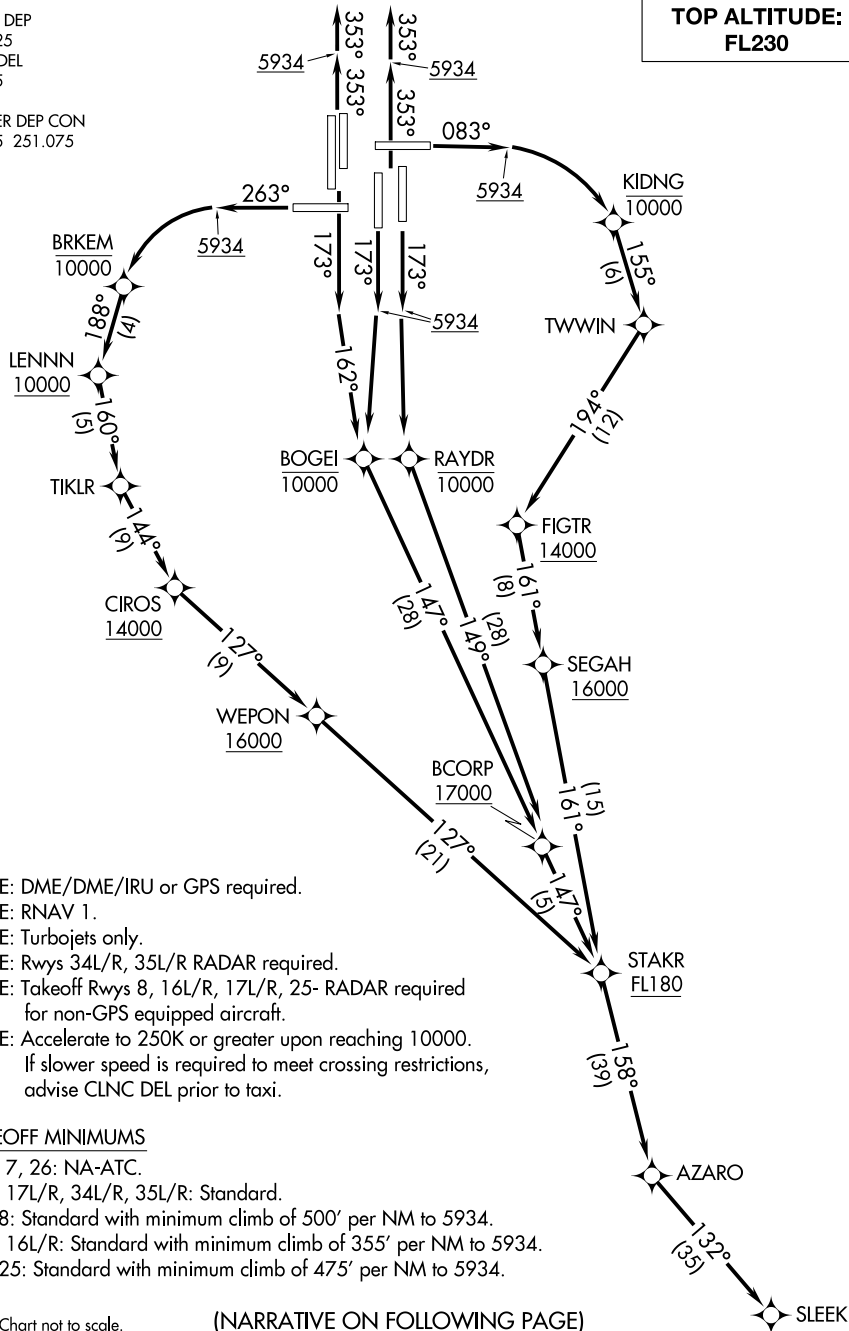 DEP
25
DEL
5
ER DEP CON
5 251.075
TOP ALTITUDE:
FL230
353°
353°
5934
353°
353°
5934
083°
5934
KIDNG
10000
155°
(6)
TWWIN
263°
5934
BRKEM
10000
188°
(4)
LENNN
10000
160°
(5)
TIKLR
144°
(9)
CIROS
14000
127°
(9)
WEPON
16000
127°
(21)
173°
173°
173°
5934
162°
BOGEI
10000
RAYDR
10000
147°
(28)
149°
(28)
194°
(12)
FIGTR
14000
161°
(8)
SEGAH
16000
161°
(15)
BCORP
17000
147°
(5)
STAKR
FL180
158°
(39)
AZARO
132°
(35)
SLEEK
E: DME/DME/IRU or GPS required.
E: RNAV 1.
E: Turbojets only.
E: Rwys 34L/R, 35L/R RADAR required.
E: Takeoff Rwys 8, 16L/R, 17L/R, 25- RADAR required
for non-GPS equipped aircraft.
E: Accelerate to 250K or greater upon reaching 10000.
If slower speed is required to meet crossing restrictions,
advise CLNC DEL prior to taxi.
EOFF MINIMUMS
7, 26: NA-ATC.
17L/R, 34L/R, 35L/R: Standard.
8: Standard with minimum climb of 500' per NM to 5934.
16L/R: Standard with minimum climb of 355' per NM to 5934.
25: Standard with minimum climb of 475' per NM to 5934.
Chart not to scale.
(NARRATIVE ON FOLLOWING PAGE)